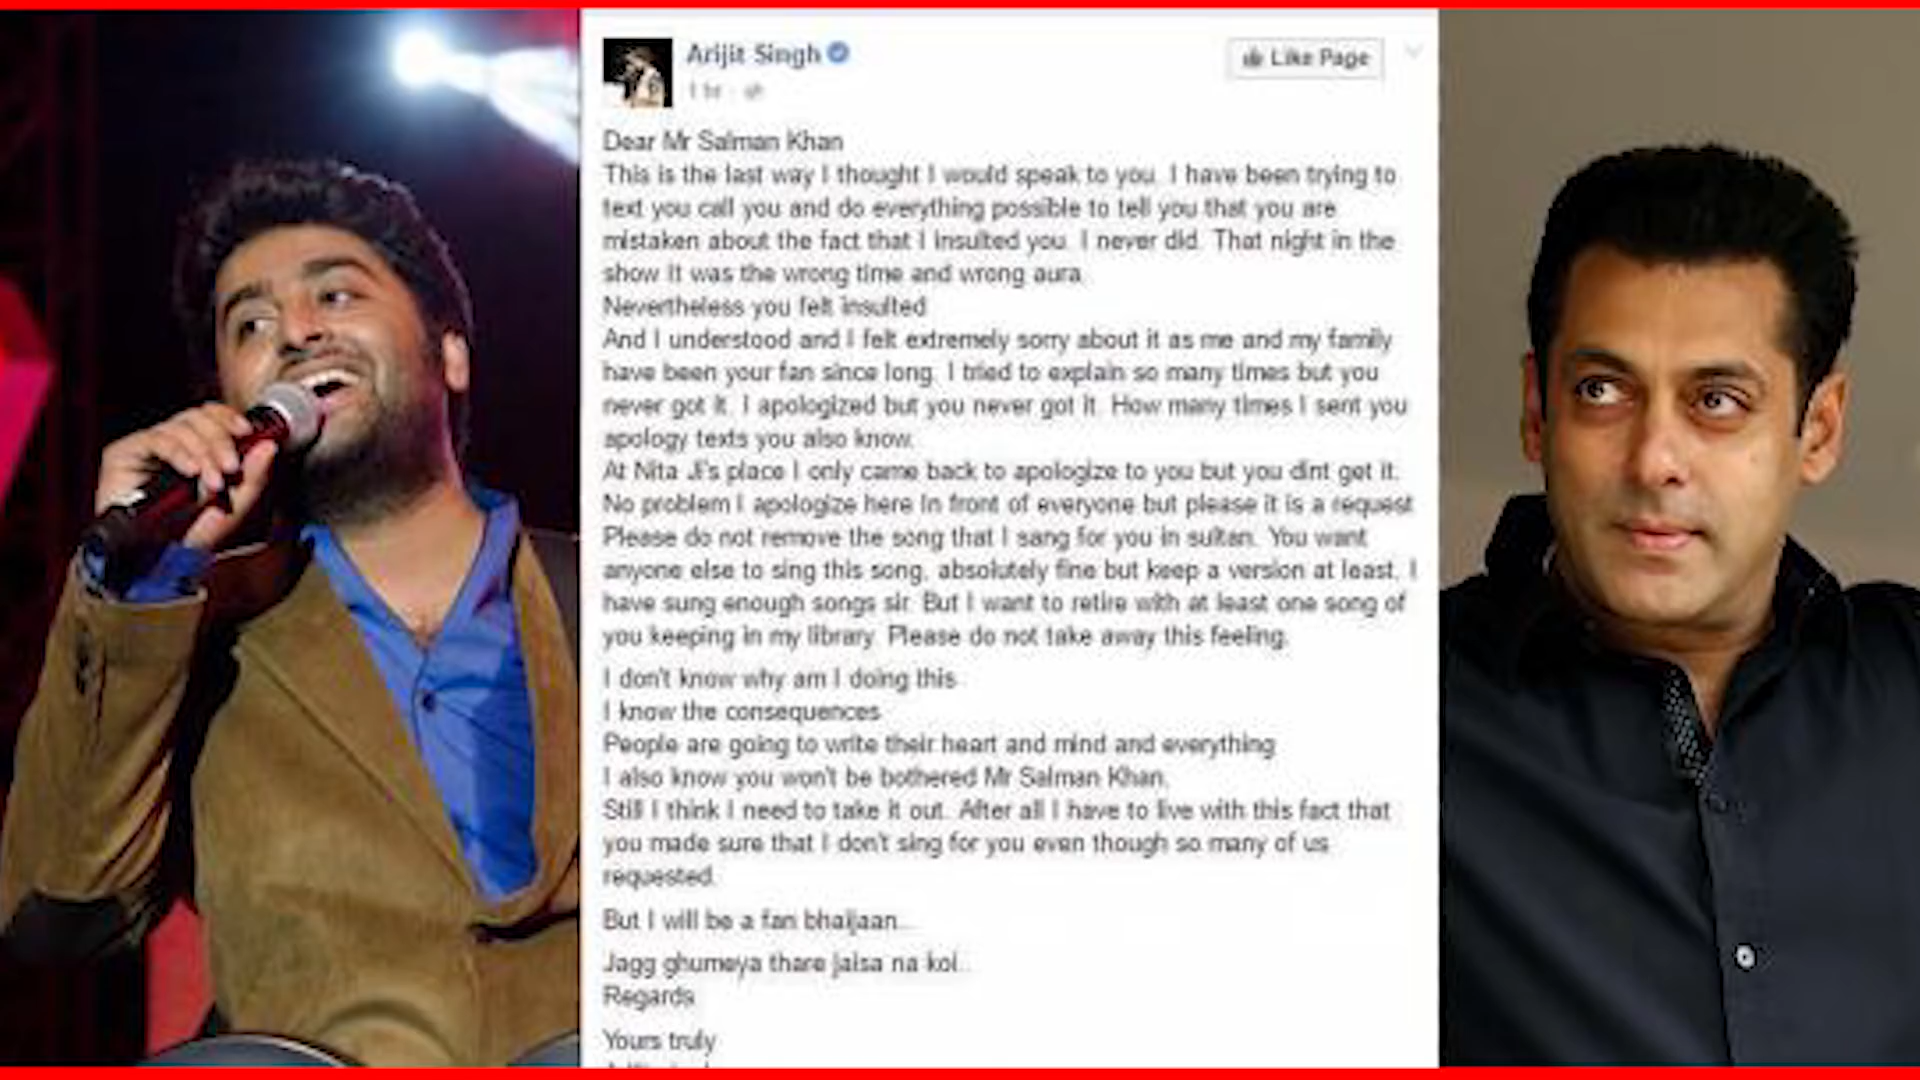 Arijit Singh
Like Page
1 hr
Dear Mr Salman Khan
This is the last way I thought I would speak to you. I have been trying to
text you call you and do everything possible to tell you that you are
mistaken about the fact that I insulted you. I never did. That night in the
show it was the wrong time and wrong aura.
Nevertheless you felt insulted
And I understood and I felt extremely sorry about it as me and my family
have been your fan since long. I tried to explain so many times but you
never got it. I apologized but you never got it. How many times I sent you
apology texts you also know.
At Nita Ji's place I only came back to apologize to you but you dint get it.
No problem I apologize here in front of everyone but please it is a request
Please do not remove the song that I sang for you in sultan. You want
anyone else to sing this song, absolutely fine but keep a version at least. I
have sung enough songs sir. But I want to retire with at least one song of
you keeping in my library. Please do not take away this feeling.
I don't know why am I doing this
I know the consequences
People are going to write their heart and mind and everything
I also know you won't be bothered Mr Salman Khan.
Still I think I need to take it out. After all I have to live with this fact that
you made sure that I don't sing for you even though so many of us
requested.
But I will be a fan bhaijaan..
Jagg ghumeya thare jaisa na koi..
Regards
Yours truly